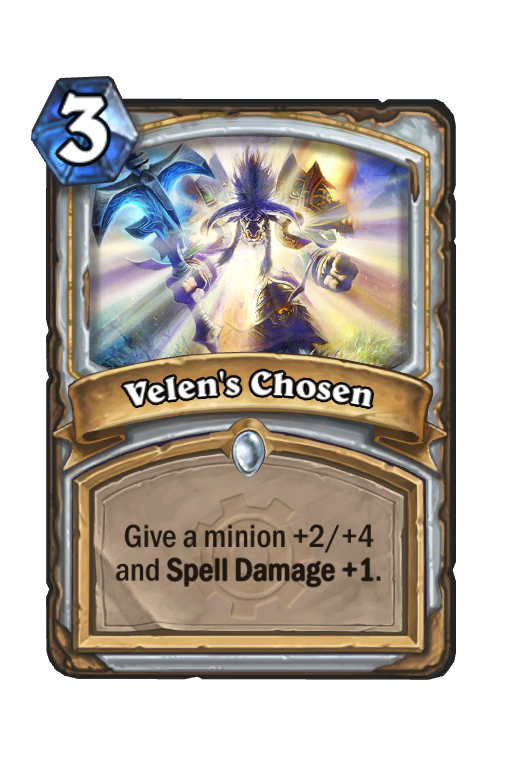 3
Velen's Chosen
Give a minion +2/+4
and Spell Damage +1.